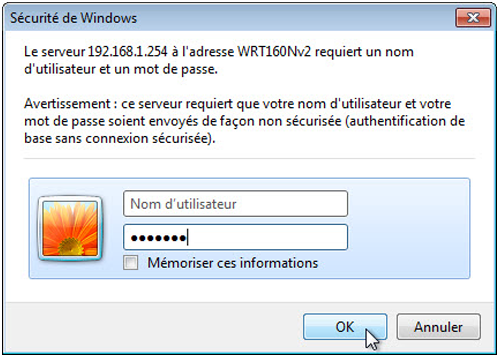 Sécurité de Windows
Le serveur 192.168.1.254 à l'adresse WRT160Nv2 requiert un nom
d'utilisateur et un mot de passe.
Avertissement : ce serveur requiert que votre nom d'utilisateur et votre
mot de passe soient envoyés de façon non sécurisée (authentification de
base sans connexion sécurisée).
Nom d'utilisateur
●●●●●●●
Mémoriser ces informations
OK
Annuler